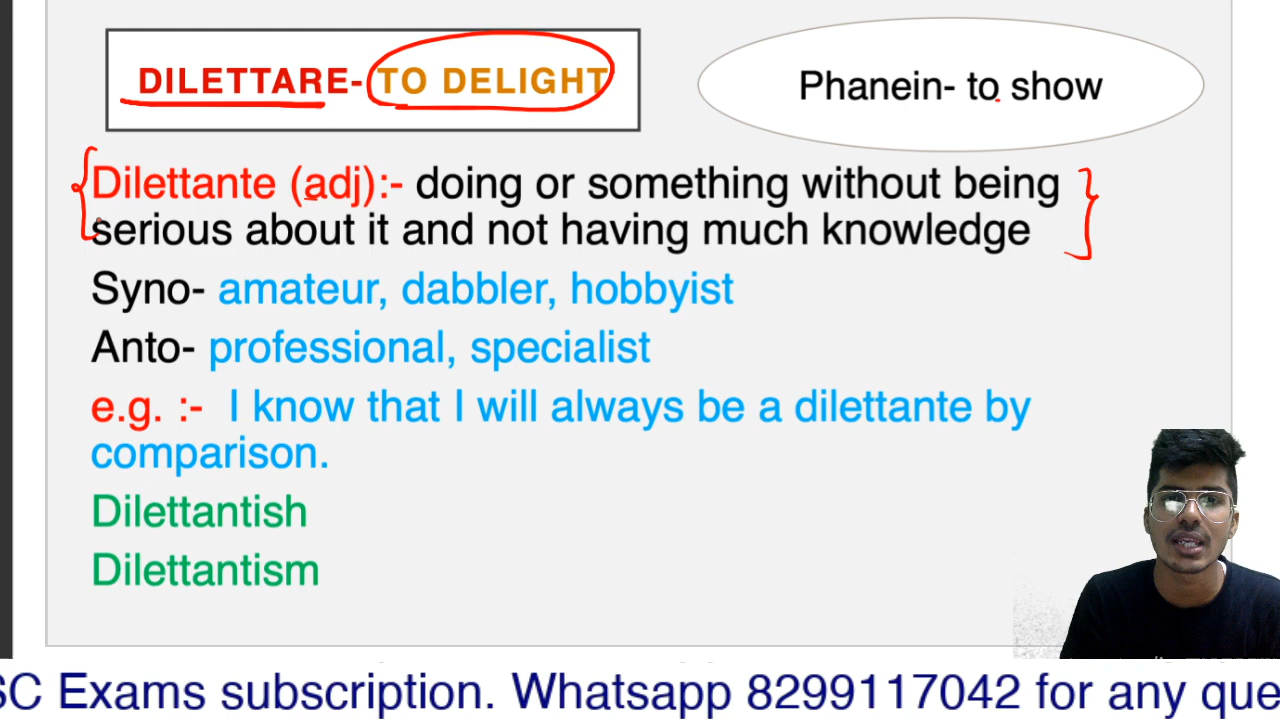 DILETTARE- TO DELIGHT
Phanein- to show
Dilettante (adj):- doing or something without being
serious about it and not having much knowledge
Syno- amateur, dabbler, hobbyist
Anto- professional, specialist
e.g. :- I know that I will always be a dilettante by
comparison.
Dilettantish
Dilettantism
SC Exams subscription. Whatsapp 8299117042 for any que